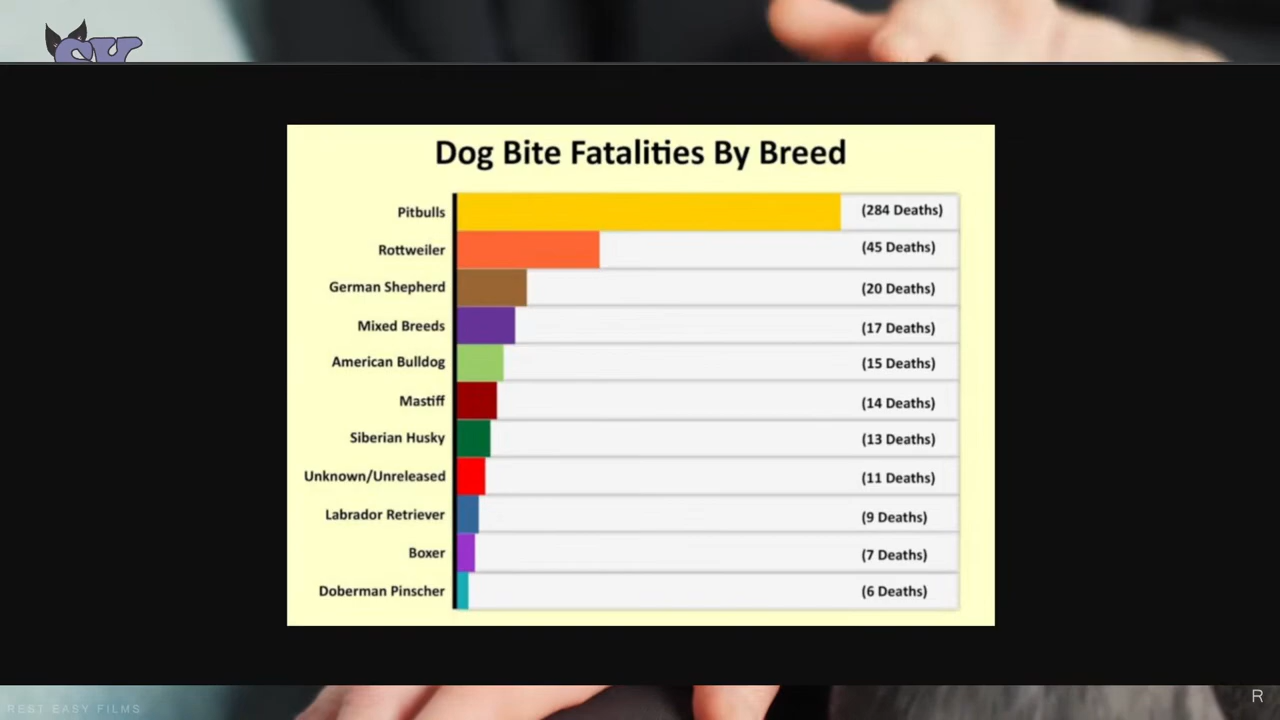 Dog Bite Fatalities By Breed
Pitbulls (284 Deaths)
Rottweiler (45 Deaths)
German Shepherd (20 Deaths)
Mixed Breeds (17 Deaths)
American Bulldog (15 Deaths)
Mastiff (14 Deaths)
Siberian Husky (13 Deaths)
Unknown/Unreleased (11 Deaths)
Labrador Retriever (9 Deaths)
Boxer (7 Deaths)
Doberman Pinscher (6 Deaths)
REST EASY FILMS
R